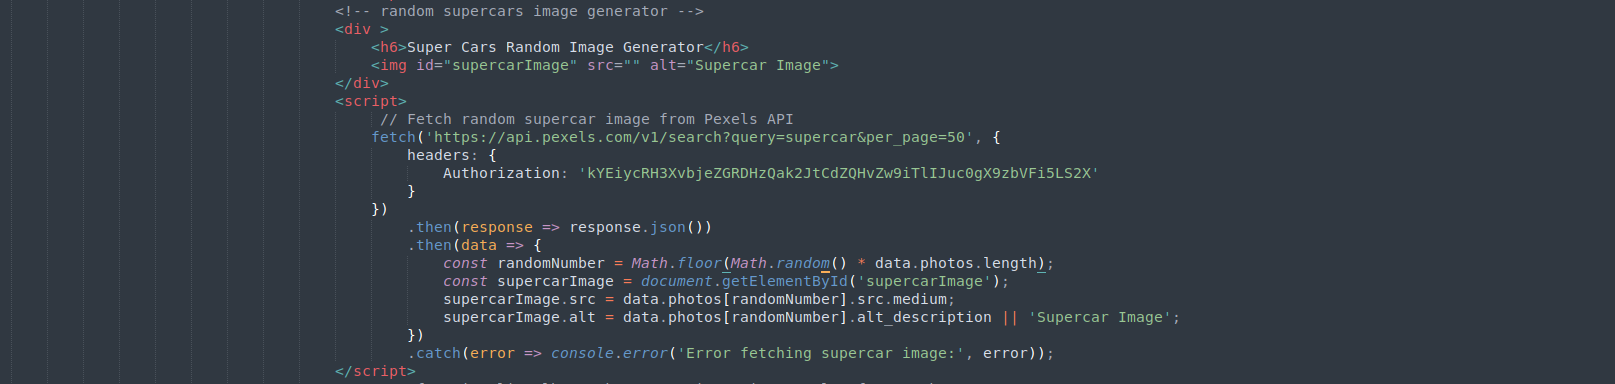 <!-- random supercars image generator -->
<div >
<h6>Super Cars Random Image Generator</h6>
<img id="supercarImage" src="" alt="Supercar Image">
</div>
<script>
// Fetch random supercar image from Pexels API
fetch('https://api.pexels.com/v1/search?query=supercar&per_page=50', {
headers: {
Authorization: 'kYEiycRH3XvbjeZGRDHzQak2JtCdZQHvZw9iTlIJuc0gX9zbVFi5LS2X'
}
})
.then(response => response.json())
.then(data => {
const randomNumber = Math.floor(Math.random() * data.photos.length);
const supercarImage = document.getElementById('supercarImage');
supercarImage.src = data.photos[randomNumber].src.medium;
supercarImage.alt = data.photos[randomNumber].alt_description || 'Supercar Image';
})
.catch(error => console.error('Error fetching supercar image:', error));
</script>